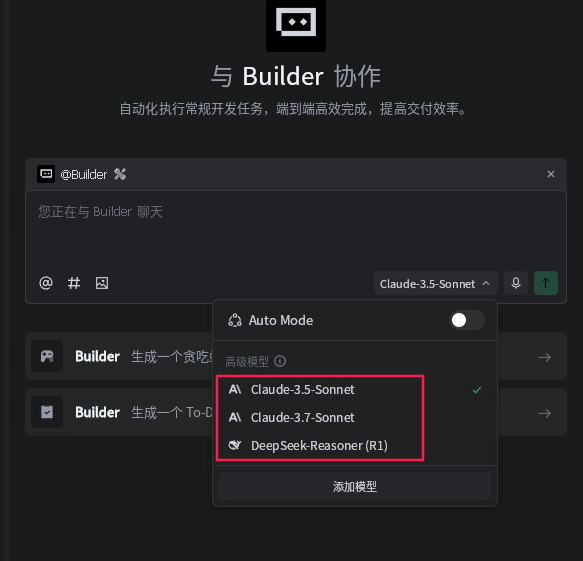 与 Builder 协作
自动化执行常规开发任务，端到端高效完成，提高交付效率。
@Builder
您正在与 Builder 聊天
Claude-3.5-Sonnet
Auto Mode
高级模型
Claude-3.5-Sonnet
Claude-3.7-Sonnet
DeepSeek-Reasoner (R1)
添加模型
Builder 生成一个贪吃
Builder 生成一个 To-D